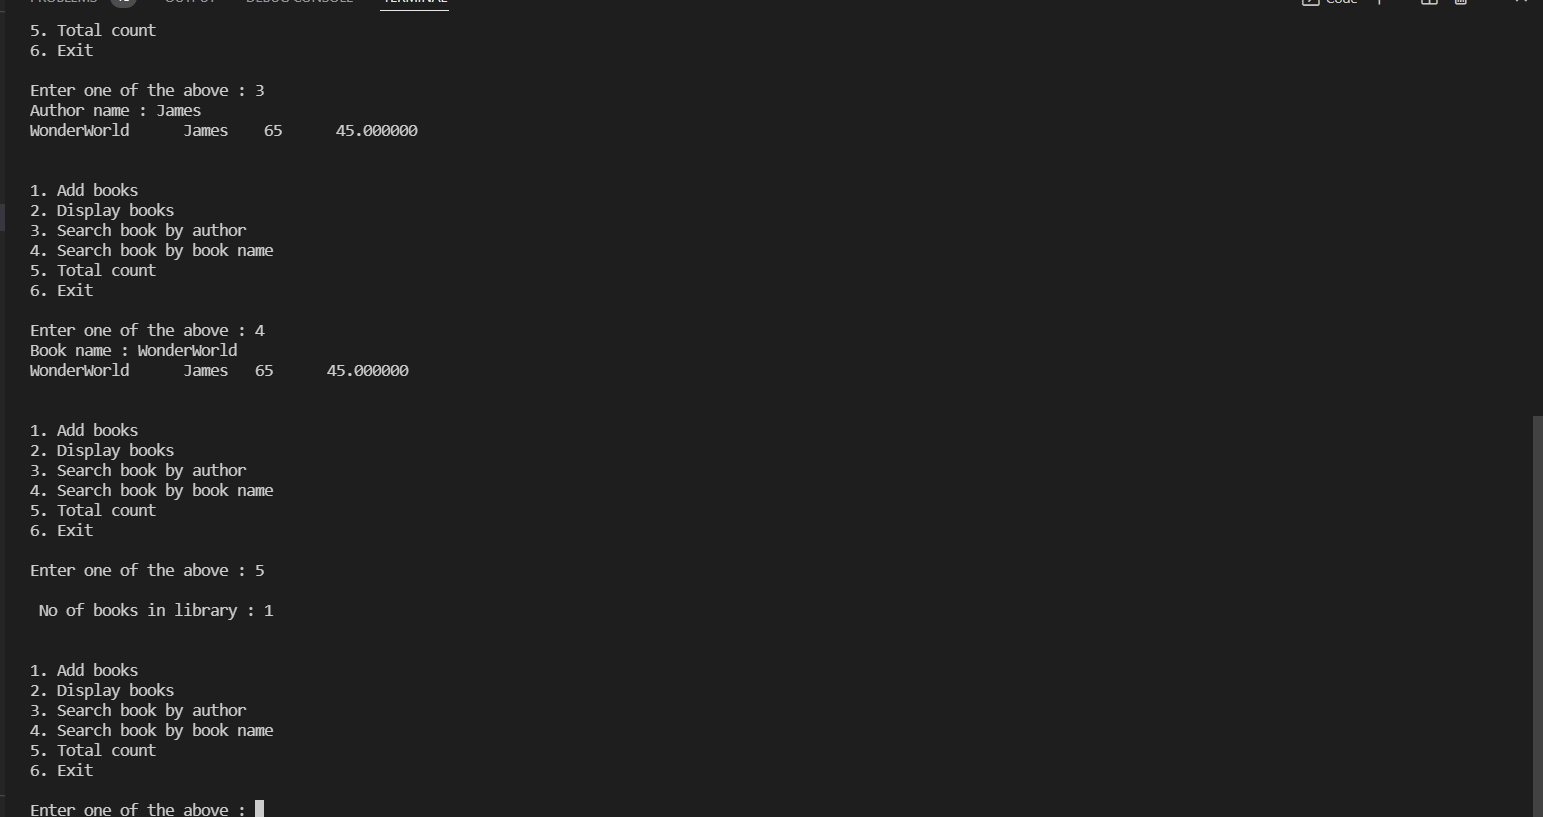 PROBLEMS OUTPUT DEBUG CONSOLE TERMINAL Code
5. Total count
6. Exit
Enter one of the above : 3
Author name : James
WonderWorld James 65 45.000000
1. Add books
2. Display books
3. Search book by author
4. Search book by book name
5. Total count
6. Exit
Enter one of the above : 4
Book name : WonderWorld
WonderWorld James 65 45.000000
1. Add books
2. Display books
3. Search book by author
4. Search book by book name
5. Total count
6. Exit
Enter one of the above : 5
No of books in library : 1
1. Add books
2. Display books
3. Search book by author
4. Search book by book name
5. Total count
6. Exit
Enter one of the above :